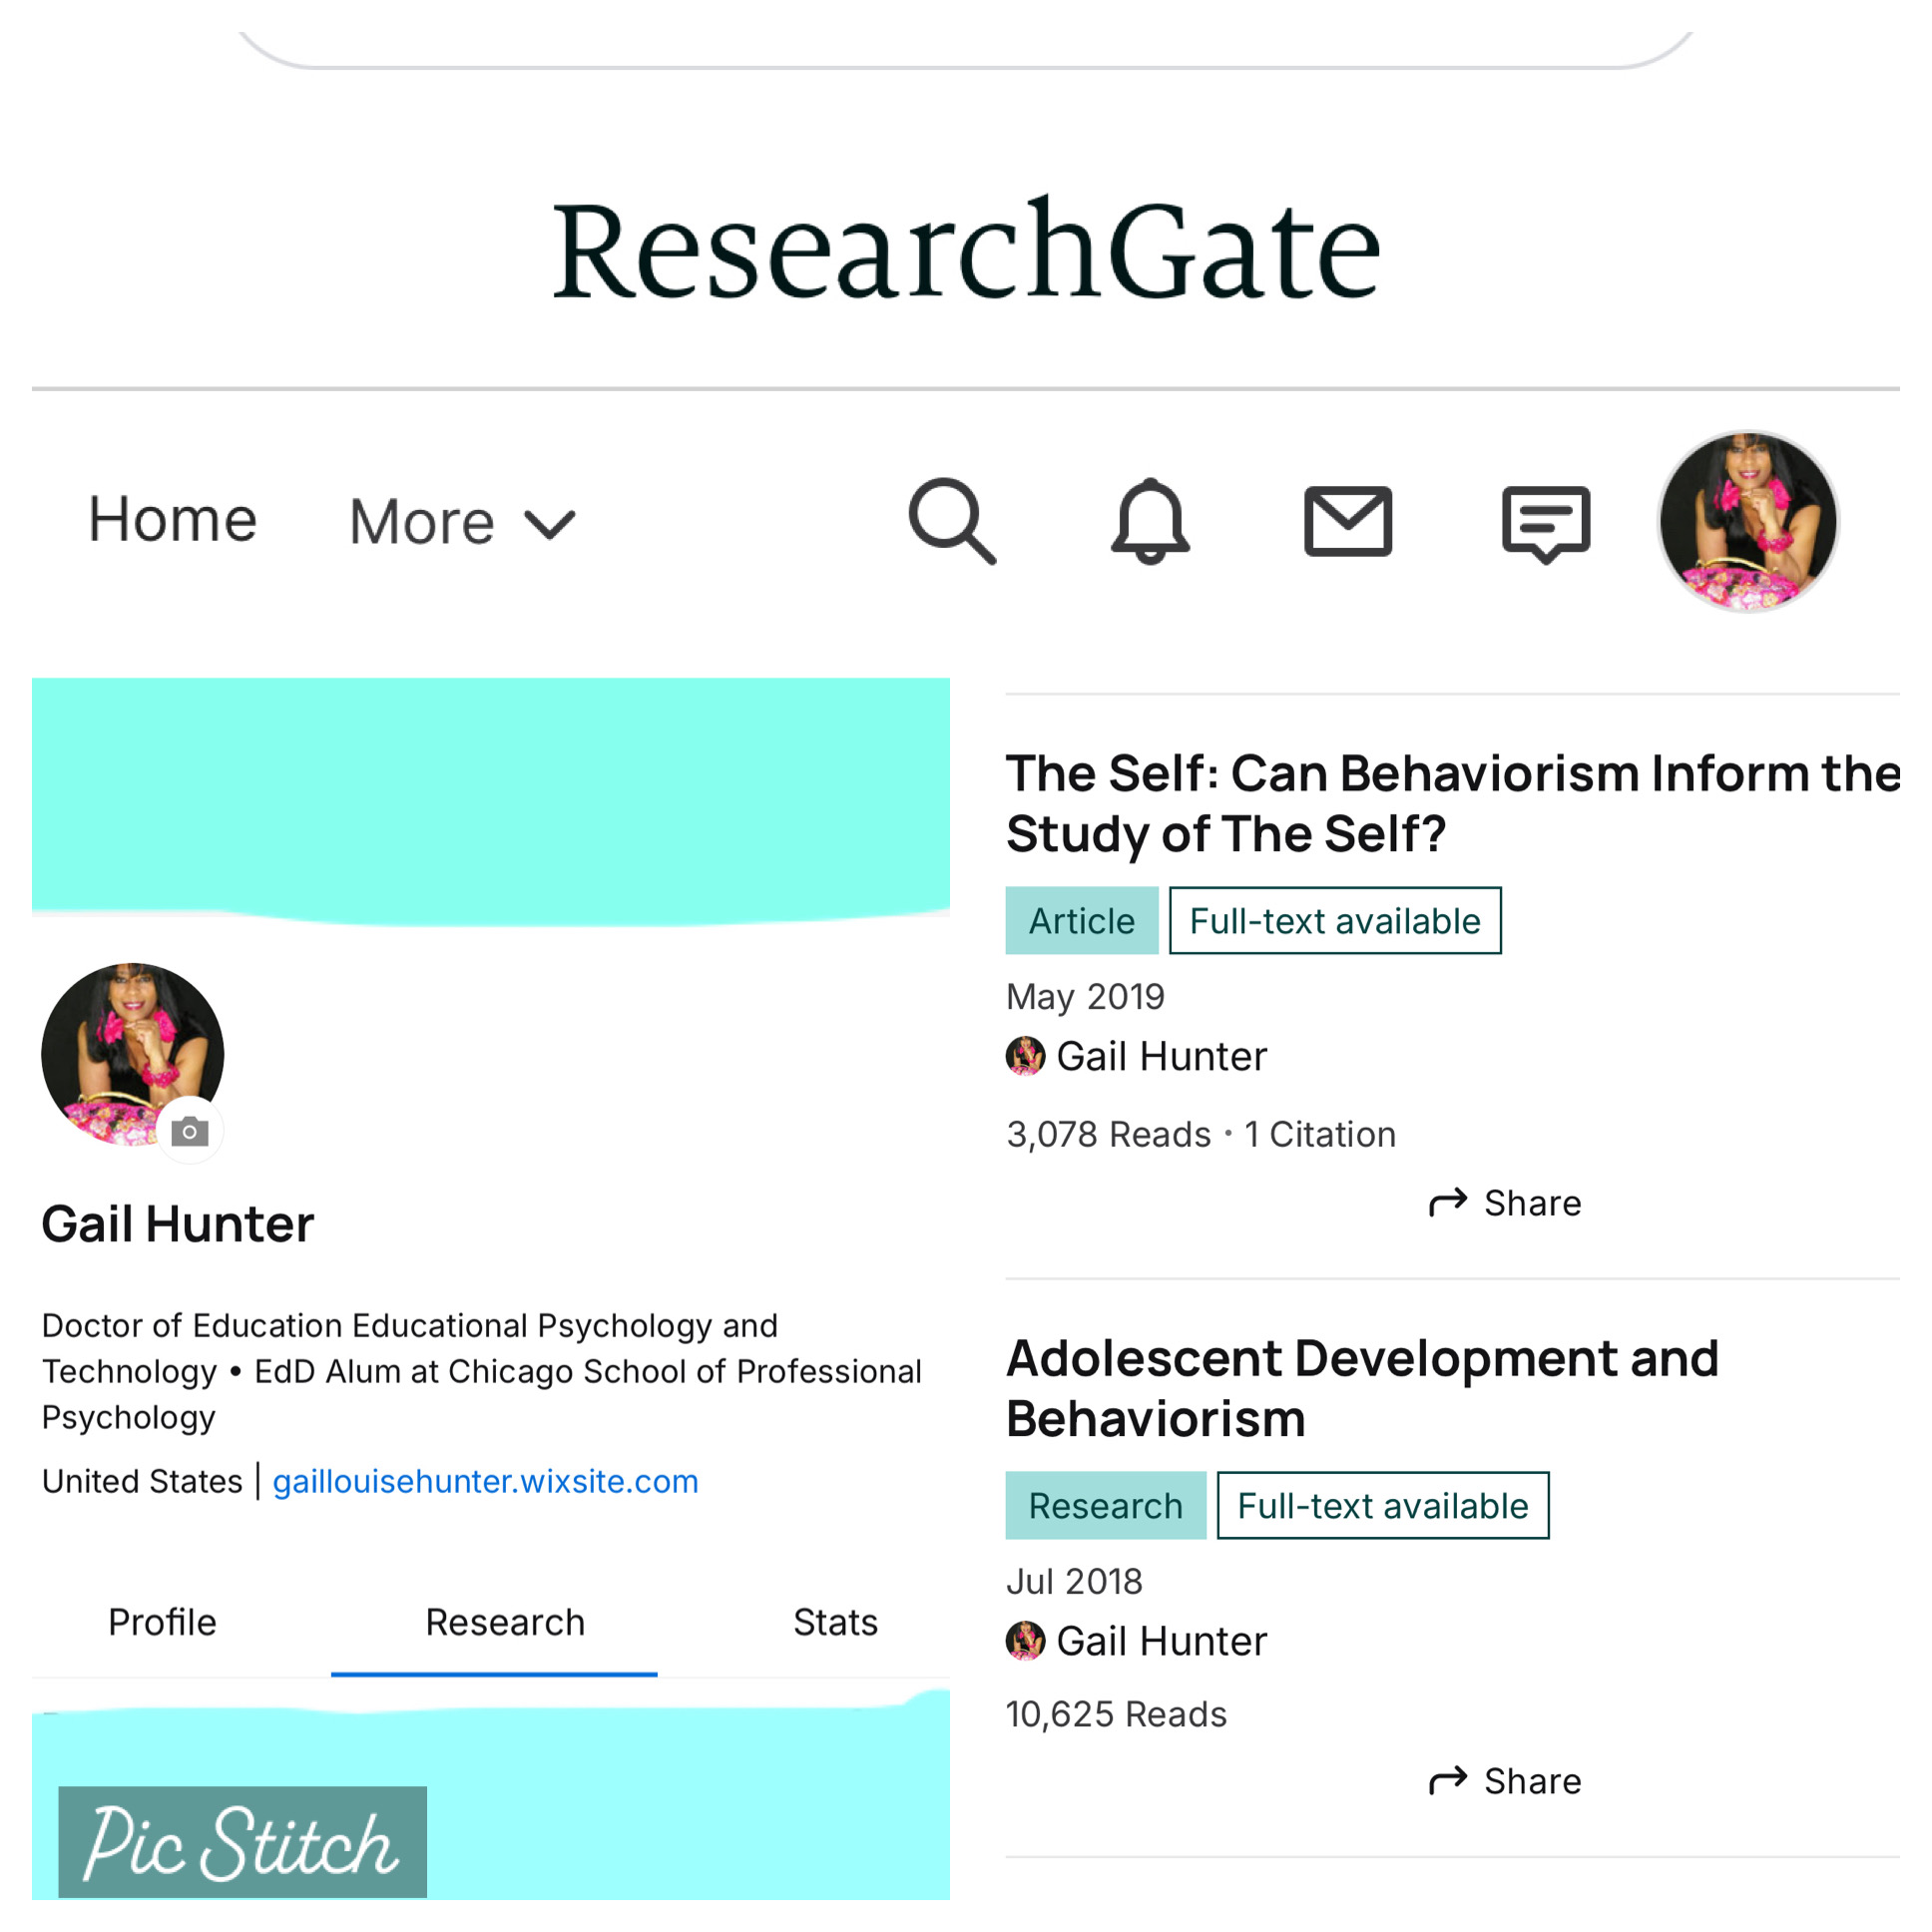 ResearchGate
Home More
Gail Hunter
Doctor of Education Educational Psychology and
Technology • EdD Alum at Chicago School of Professional
Psychology
United States | gaillouisehunter.wixsite.com
Profile Research Stats
Pic Stitch
The Self: Can Behaviorism Inform the
Study of The Self?
Article Full-text available
May 2019
Gail Hunter
3,078 Reads · 1 Citation
Share
Adolescent Development and
Behaviorism
Research Full-text available
Jul 2018
Gail Hunter
10,625 Reads
Share